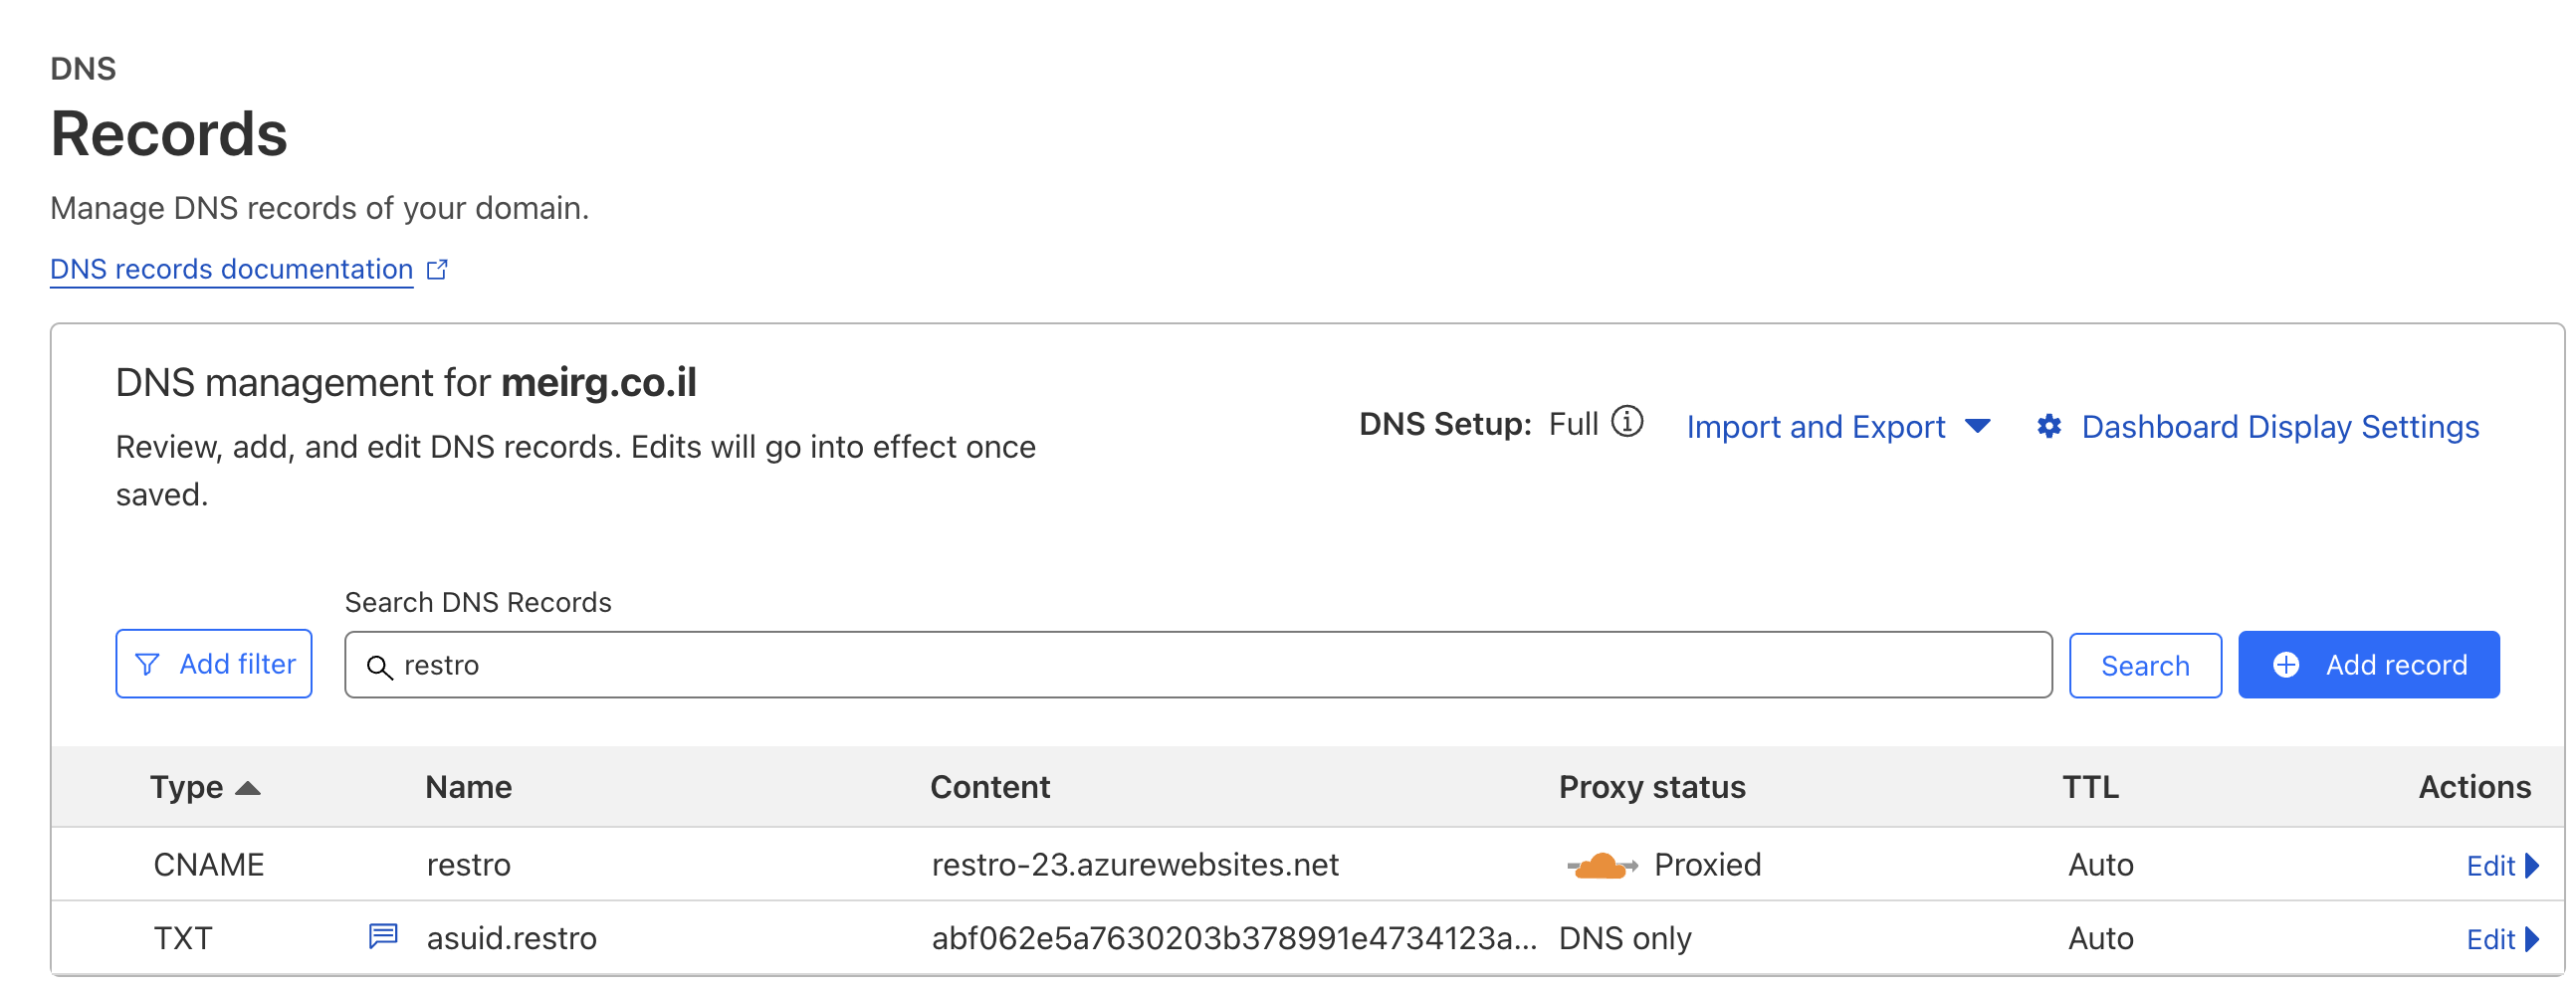 DNS
Records
Manage DNS records of your domain.
DNS records documentation
DNS management for meirg.co.il
Review, add, and edit DNS records. Edits will go into effect once
saved.
DNS Setup: Full Import and Export Dashboard Display Settings
Search DNS Records
Add filter restro Search Add record
Type Name Content Proxy status TTL Actions
CNAME restro restro-23.azurewebsites.net Proxied Auto Edit
TXT asuid.restro abf062e5a7630203b378991e4734123a... DNS only Auto Edit